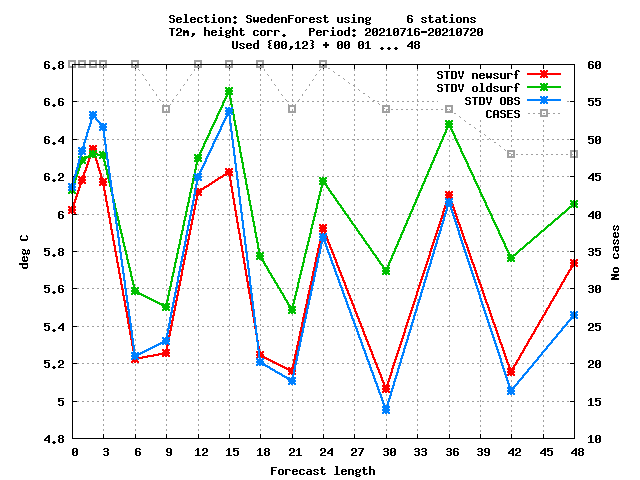 Selection: SwedenForest using     6 stations
T2m, height corr.   Period: 20210716-20210720
Used {00,12} + 00 01 ... 48
STDV newsurf
STDV oldsurf
STDV OBS
CASES
deg C
6.8
6.6
6.4
6.2
6
5.8
5.6
5.4
5.2
5
4.8
60
55
50
45
40
35
30
25
20
15
10
No cases
0 3 6 9 12 15 18 21 24 27 30 33 36 39 42 45 48
Forecast length